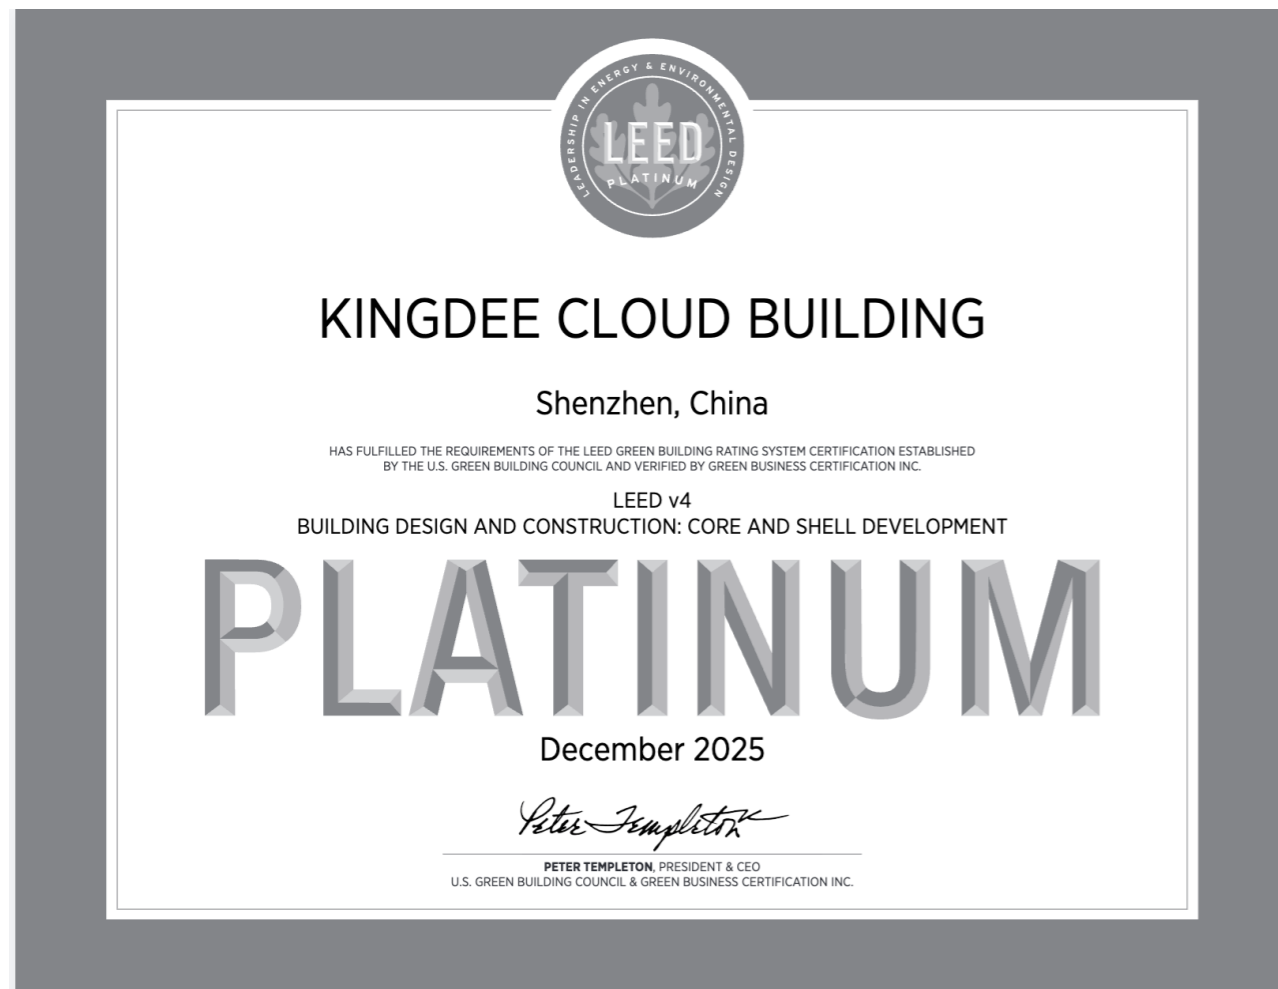 LEADERSHIP IN ENERGY & ENVIRONMENTAL DESIGN
LEED
PLATINUM
KINGDEE CLOUD BUILDING
Shenzhen, China
HAS FULFILLED THE REQUIREMENTS OF THE LEED GREEN BUILDING RATING SYSTEM CERTIFICATION ESTABLISHED
BY THE U.S. GREEN BUILDING COUNCIL AND VERIFIED BY GREEN BUSINESS CERTIFICATION INC.
LEED v4
BUILDING DESIGN AND CONSTRUCTION: CORE AND SHELL DEVELOPMENT
PLATINUM
December 2025
Peter Templeton
PETER TEMPLETON, PRESIDENT & CEO
U.S. GREEN BUILDING COUNCIL & GREEN BUSINESS CERTIFICATION INC.